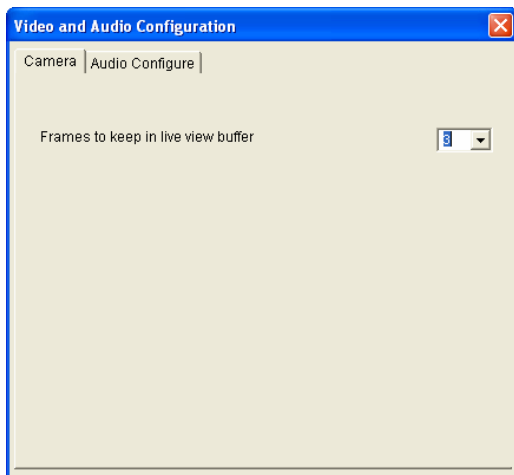 Video and Audio Configuration
Camera
Audio Configure
Frames to keep in live view buffer
3